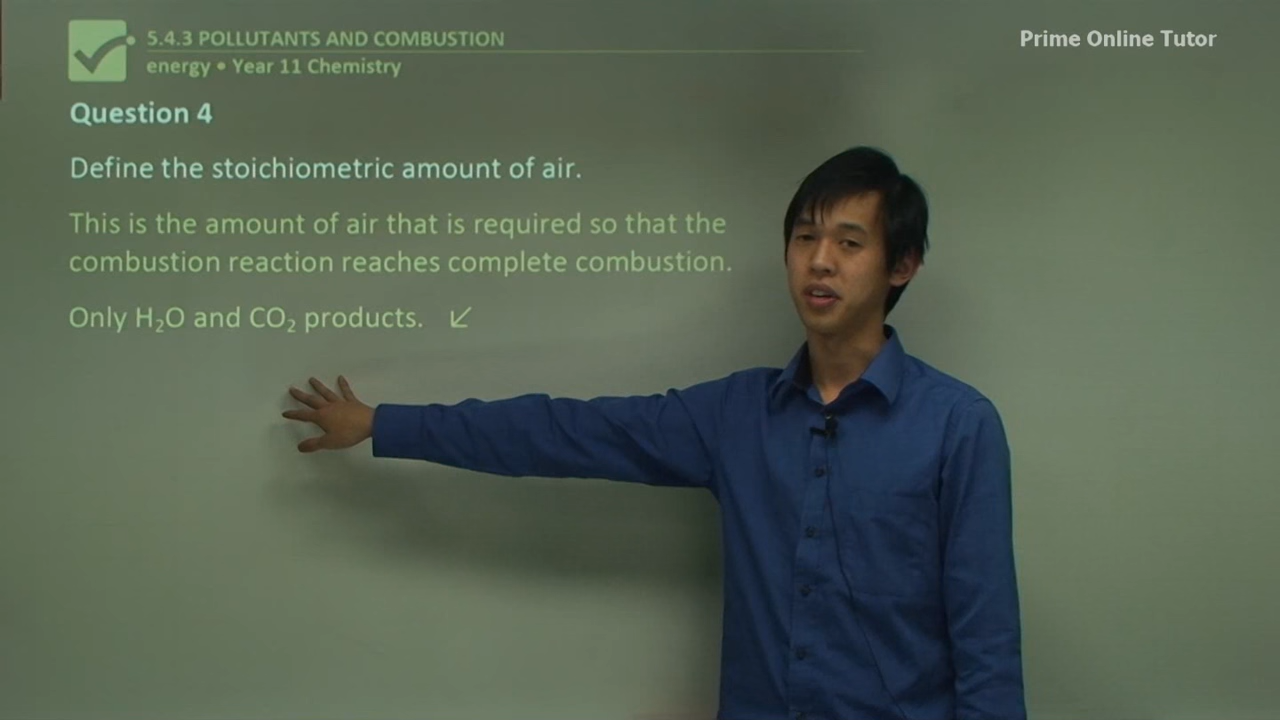 5.4.3 POLLUTANTS AND COMBUSTION
Prime Online Tutor
energy • Year 11 Chemistry
Question 4
Define the stoichiometric amount of air.
This is the amount of air that is required so that the
combustion reaction reaches complete combustion.
Only H₂O and CO₂ products. ↙